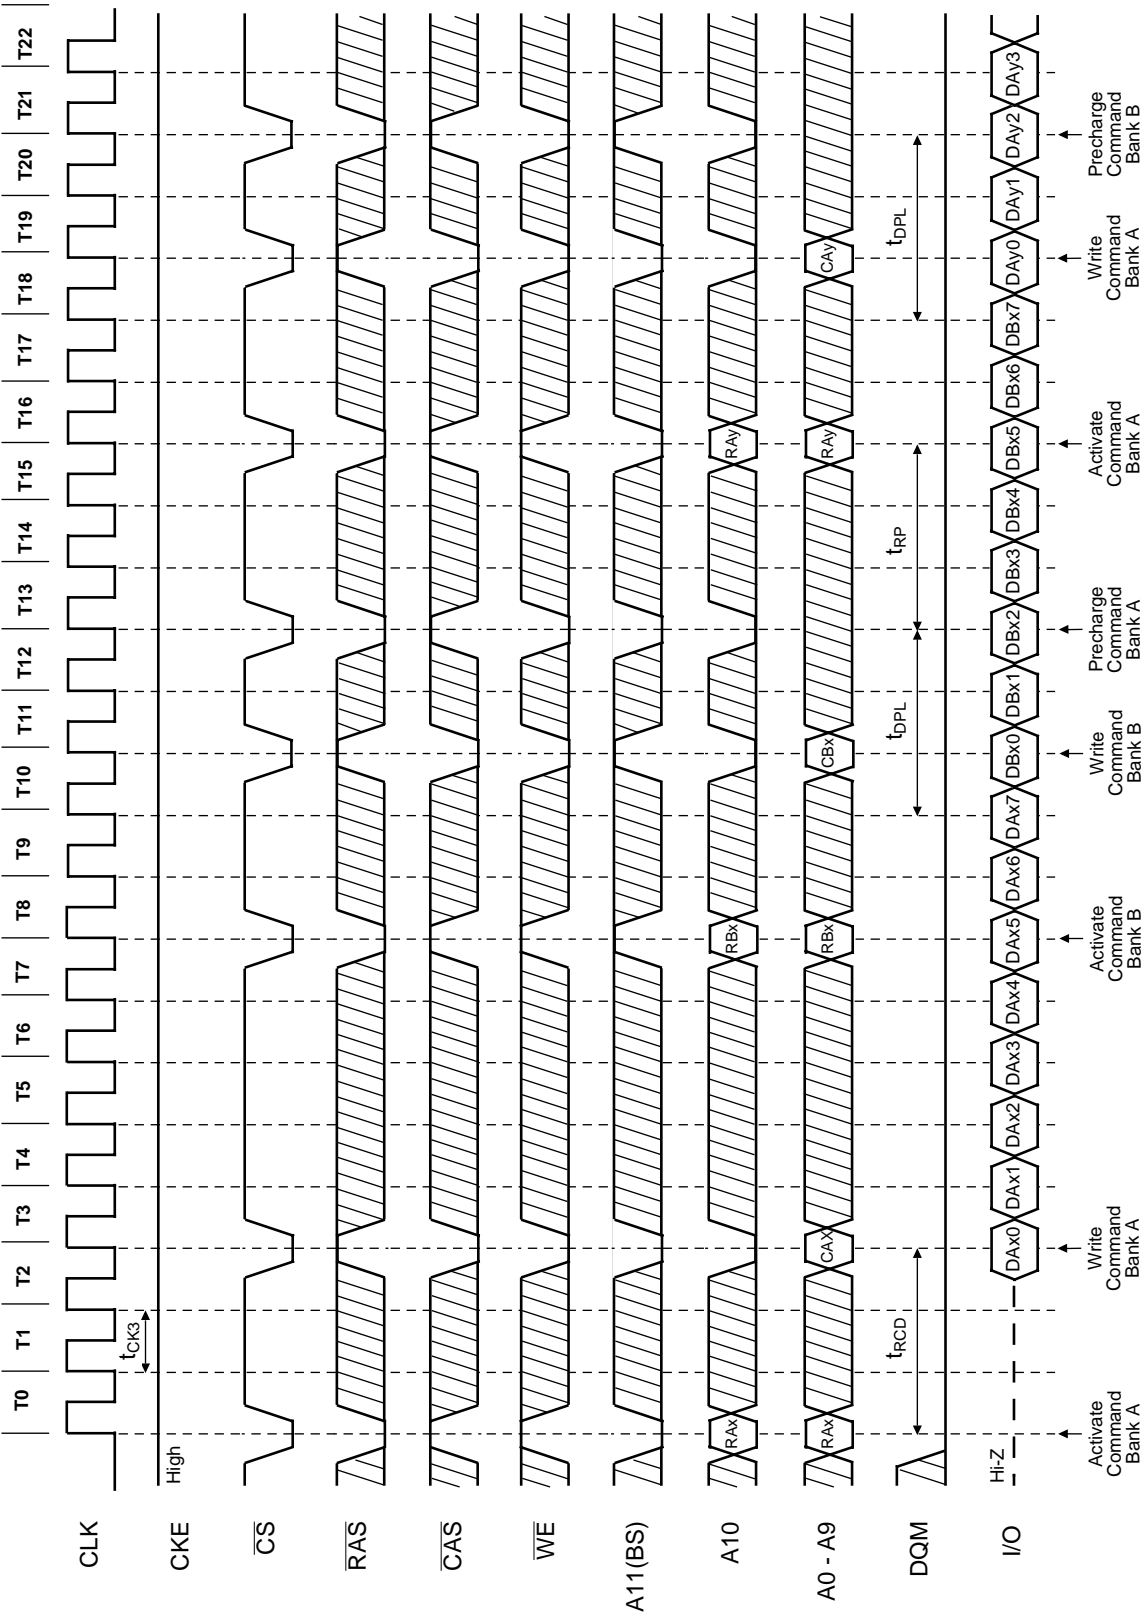 T0 T1 T2 T3 T4 T5 T6 T7 T8 T9 T10 T11 T12 T13 T14 T15 T16 T17 T18 T19 T20 T21 T22
CLK
tCK3
CKE
High
CS
RAS
CAS
WE
A11(BS)
A10
RAx RBx RAy
A0 - A9
RAx CAX RBx CBx RAy CAy
DQM
tRCD tDPL tRP tDPL
I/O
Hi-Z
DAx0 DAx1 DAx2 DAx3 DAx4 DAx5 DAx6 DAx7 DBx0 DBx1 DBx2 DBx3 DBx4 DBx5 DBx6 DBx7 DAy0 DAy1 DAy2 DAy3
Activate
Command
Bank A
Write
Command
Bank A
Activate
Command
Bank B
Write
Command
Bank B
Precharge
Command
Bank A
Activate
Command
Bank A
Write
Command
Bank A
Precharge
Command
Bank B